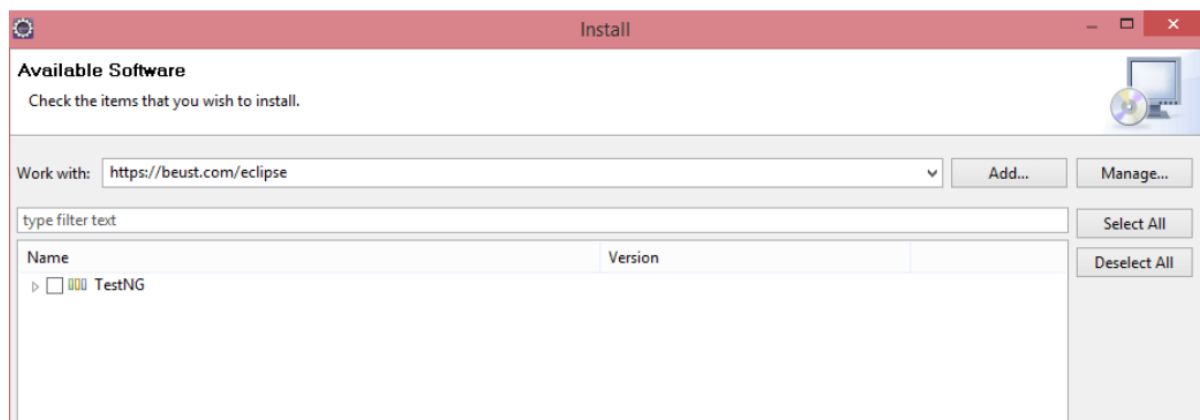 Install
Available Software
Check the items that you wish to install.
Work with: https://beust.com/eclipse Add... Manage...
type filter text Select All
Name Version Deselect All
TestNG